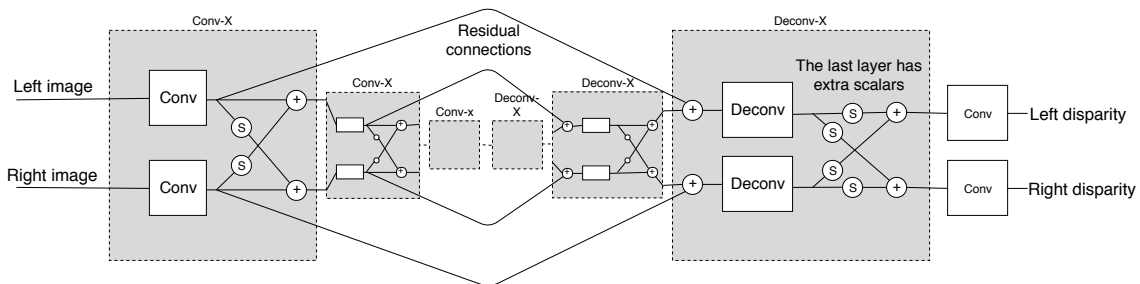 Conv-X
Deconv-X
Residual
connections
The last layer has
extra scalars
Left image
Conv
S
+
Conv-X
+
+
Conv-x
Deconv-
X
Deconv-X
+
+
+
Deconv
S
S
+
Conv
Left disparity
Right image
Conv
S
+
+
+
+
Deconv
S
S
+
Conv
Right disparity